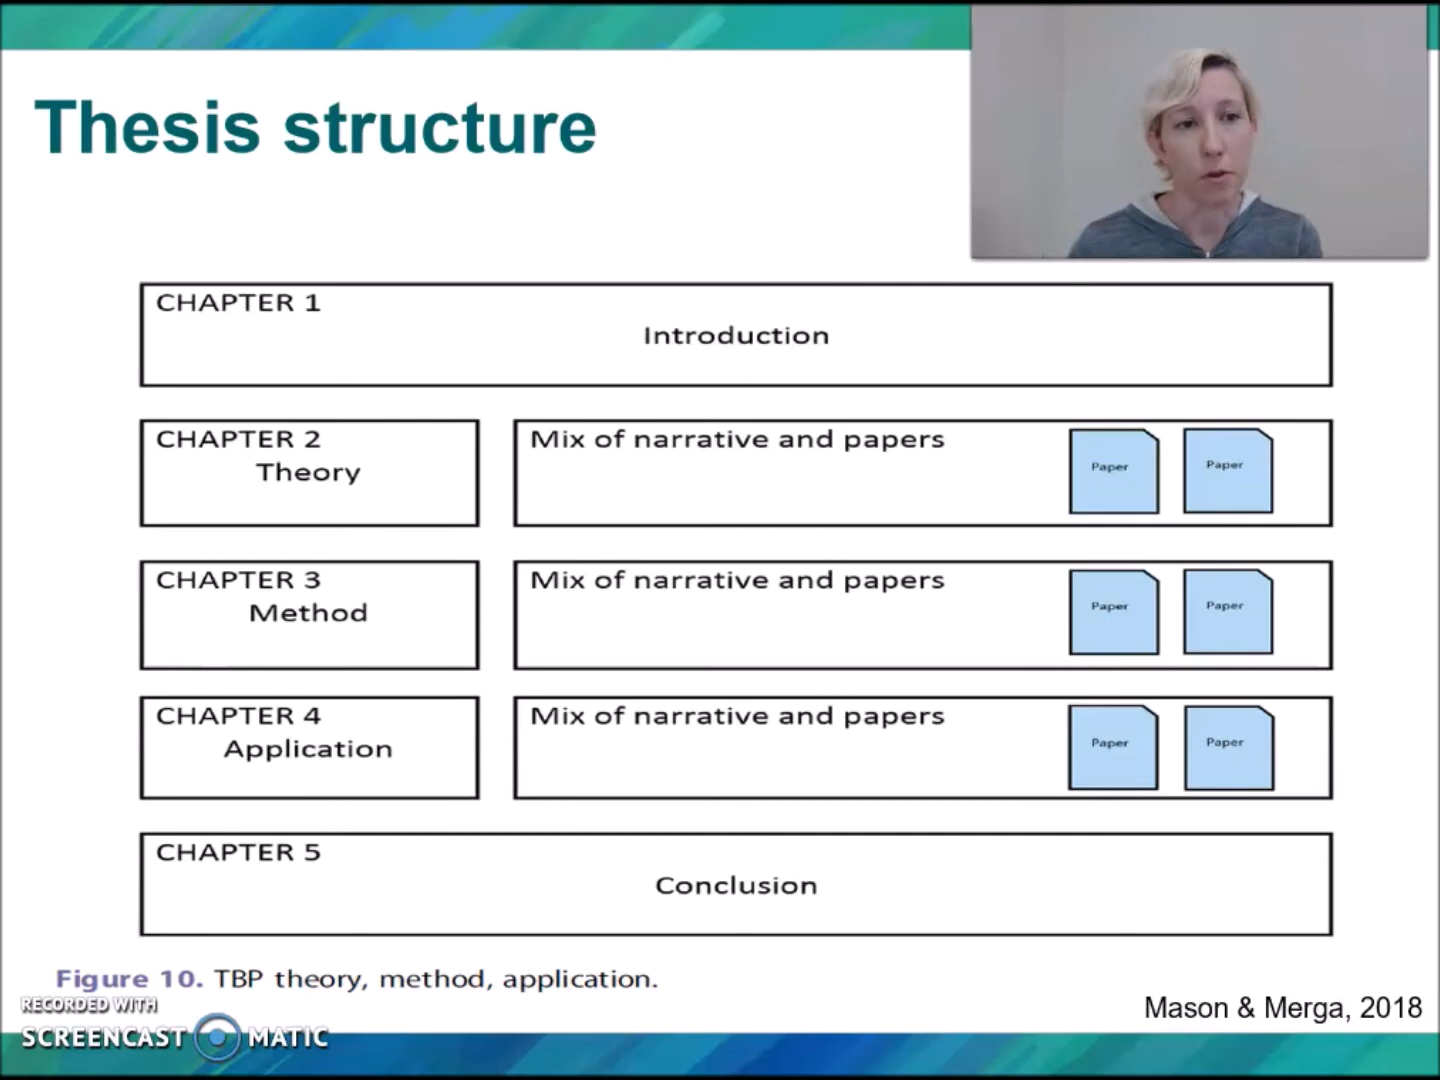 Thesis structure
CHAPTER 1
Introduction
CHAPTER 2
Theory
Mix of narrative and papers
Paper
Paper
CHAPTER 3
Method
Mix of narrative and papers
Paper
Paper
CHAPTER 4
Application
Mix of narrative and papers
Paper
Paper
CHAPTER 5
Conclusion
Figure 10. TBP theory, method, application.
RECORDED WITH
SCREENCAST MATIC
Mason & Merga, 2018